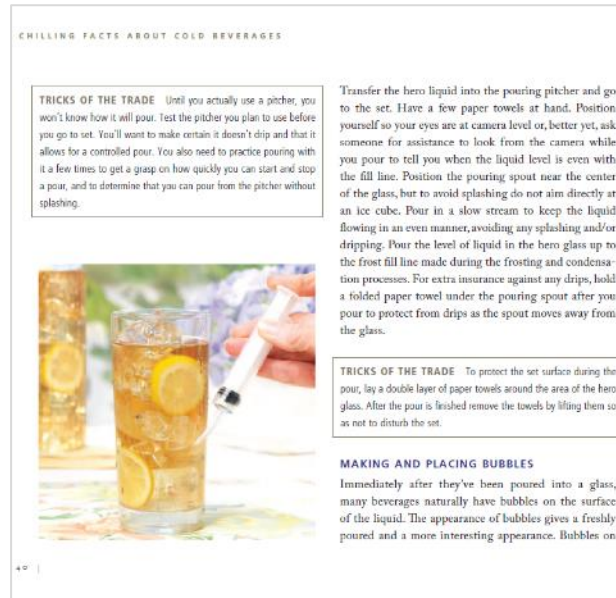 CHILLING FACTS ABOUT COLD BEVERAGES
TRICKS OF THE TRADE Until you actually use a pitcher, you
won't know how it will pour. Test the pitcher you plan to use before
you go to set. You'll want to make certain it doesn't drip and that it
allows for a controlled pour. You also need to practice pouring with
it a few times to get a grasp on how quickly you can start and stop
a pour, and to determine that you can pour from the pitcher without
splashing.
Transfer the hero liquid into the pouring pitcher and go
to the set. Have a few paper towels at hand. Position
yourself so your eyes are at camera level or, better yet, ask
someone for assistance to look from the camera while
you pour to tell you when the liquid level is even with
the fill line. Position the pouring spout near the center
of the glass, but to avoid splashing do not aim directly at
an ice cube. Pour in a slow stream to keep the liquid
flowing in an even manner, avoiding any splashing and/or
dripping. Pour the level of liquid in the hero glass up to
the frost fill line made during the frosting and condensa-
tion processes. For extra insurance against any drips, hold
a folded paper towel under the pouring spout after you
pour to protect from drips as the spout moves away from
the glass.
TRICKS OF THE TRADE To protect the set surface during the
pour, lay a double layer of paper towels around the area of the hero
glass. After the pour is finished remove the towels by lifting them so
as not to disturb the set.
MAKING AND PLACING BUBBLES
Immediately after they've been poured into a glass,
many beverages naturally have bubbles on the surface
of the liquid. The appearance of bubbles gives a freshly
poured and a more interesting appearance. Bubbles on
40 |